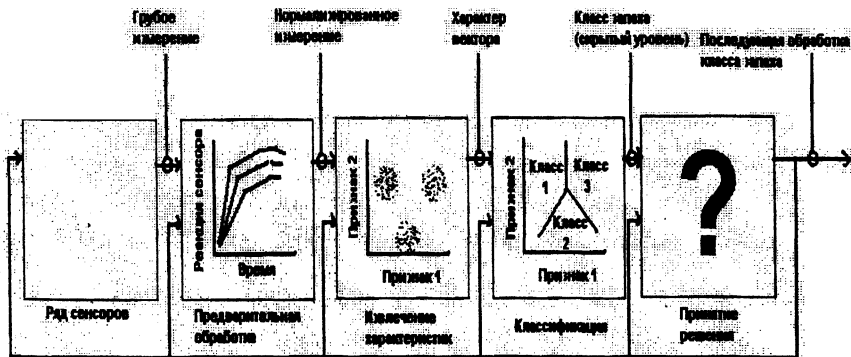 Грубое
измерение
Нормализированное
измерение
Характер
вектора
Класс запаха
(скрытый уровень)
Последующая обработка
класса запаха
Реакция сенсора
Время
Признак 2
Признак 1
Признак 2
Класс
1
Класс
3
Класс
2
Признак 1
?
Ряд сенсоров
Предварительная
обработка
Извлечение
характеристик
Классификация
Принятие
решения